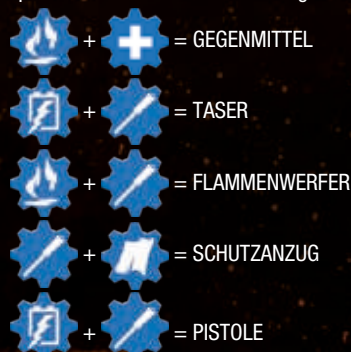 + = GEGENMITTEL
+ = TASER
+ = FLAMMENWERFER
+ = SCHUTZANZUG
+ = PISTOLE